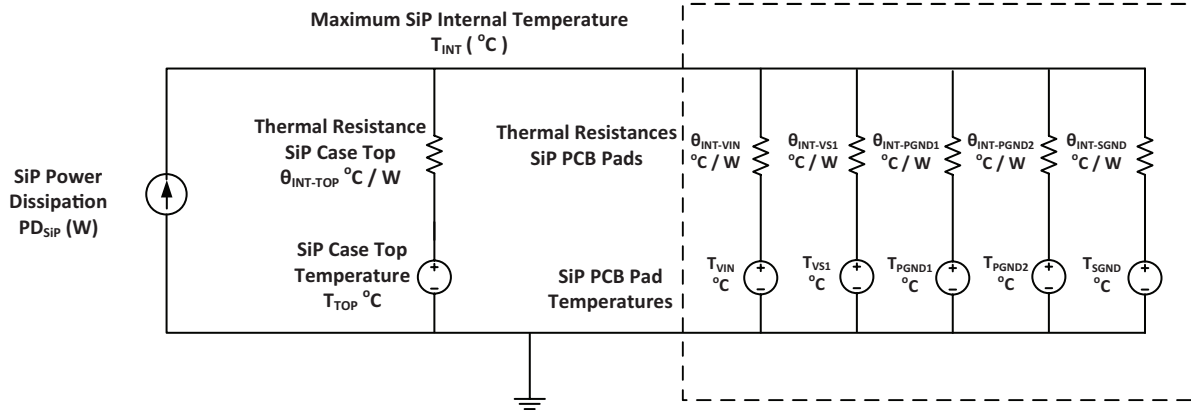 Maximum SiP Internal Temperature
T_INT ( °C )
SiP Power
Dissipation
PD_SiP (W)
Thermal Resistance
SiP Case Top
θ_INT-TOP °C / W
SiP Case Top
Temperature
T_TOP °C
Thermal Resistances
SiP PCB Pads
SiP PCB Pad
Temperatures
θ_INT-VIN
°C / W
θ_INT-VS1
°C / W
θ_INT-PGND1
°C / W
θ_INT-PGND2
°C / W
θ_INT-SGND
°C / W
T_VIN
°C
T_VS1
°C
T_PGND1
°C
T_PGND2
°C
T_SGND
°C